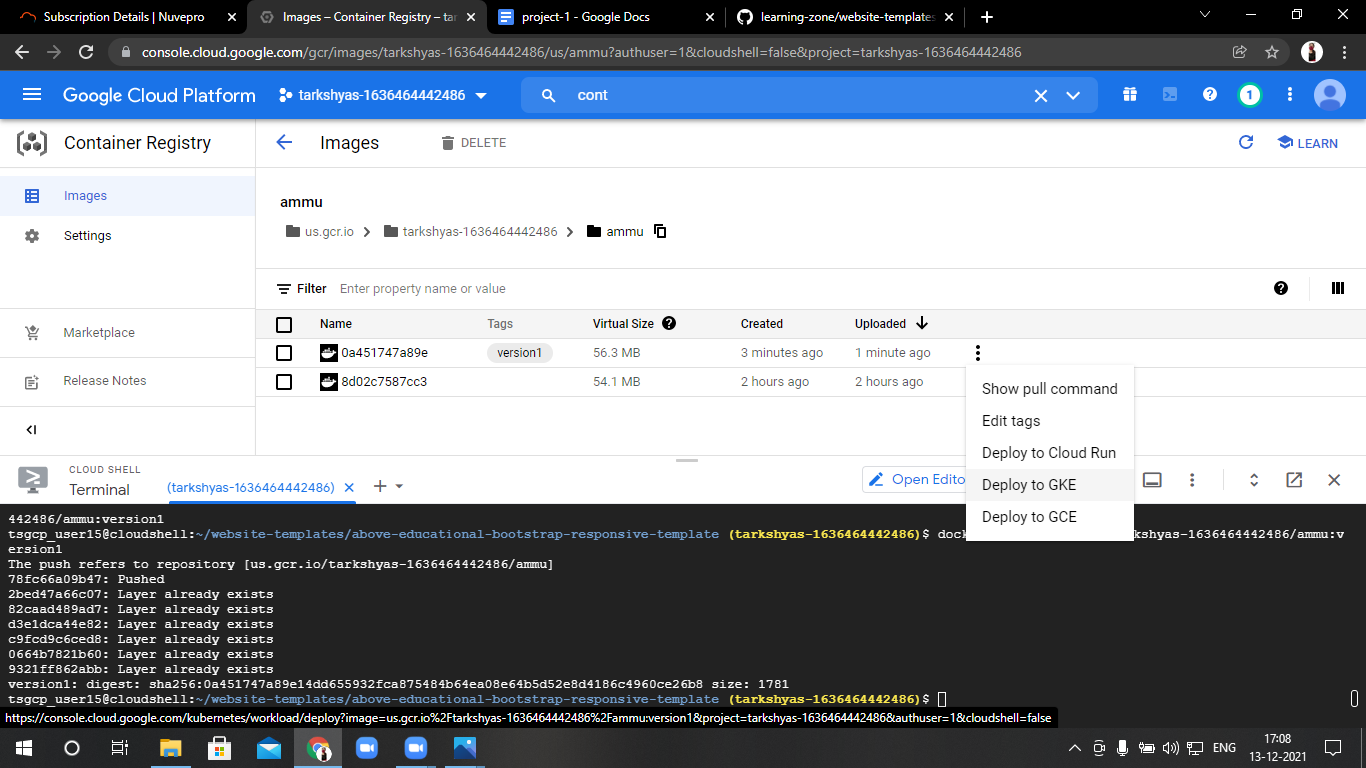 Subscription Details | Nuvepro
Images – Container Registry – tar
project-1 - Google Docs
learning-zone/website-templates
console.cloud.google.com/gcr/images/tarkshyas-1636464442486/us/ammu?authuser=1&cloudshell=false&project=tarkshyas-1636464442486
Google Cloud Platform
tarkshyas-1636464442486
cont
1
Container Registry
Images
DELETE
LEARN
Images
Settings
Marketplace
Release Notes
ammu
us.gcr.io
tarkshyas-1636464442486
ammu
Filter
Enter property name or value
Name Tags Virtual Size Created Uploaded
0a451747a89e version1 56.3 MB 3 minutes ago 1 minute ago
8d02c7587cc3 54.1 MB 2 hours ago 2 hours ago
Show pull command
Edit tags
Deploy to Cloud Run
Deploy to GKE
Deploy to GCE
CLOUD SHELL
Terminal
(tarkshyas-1636464442486)
Open Edito
442486/ammu:version1
tsgcp_user15@cloudshell:~/website-templates/above-educational-bootstrap-responsive-template (tarkshyas-1636464442486)$ dock rkshyas-1636464442486/ammu:v
ersion1
The push refers to repository [us.gcr.io/tarkshyas-1636464442486/ammu]
78fc66a09b47: Pushed
2bed47a66c07: Layer already exists
82caad489ad7: Layer already exists
d3e1dca44e82: Layer already exists
c9fcd9c6ced8: Layer already exists
0664b7821b60: Layer already exists
9321ff862abb: Layer already exists
version1: digest: sha256:0a451747a89e14dd655932fca875484b64ea08e64b5d52e8d4186c4960ce26b8 size: 1781
tsgcp_user15@cloudshell:~/website-templates/above-educational-bootstrap-responsive-template (tarkshyas-1636464442486)$
https://console.cloud.google.com/kubernetes/workload/deploy?image=us.gcr.io%2Ftarkshyas-1636464442486%2Fammu:version1&project=tarkshyas-1636464442486&authuser=1&cloudshell=false
ENG
17:08
13-12-2021